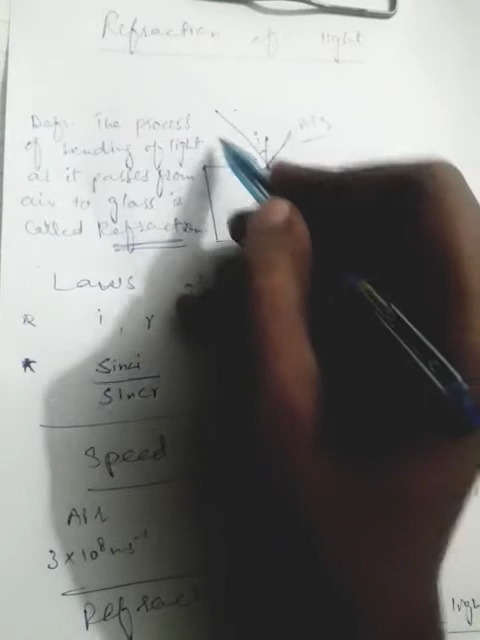 Refraction of light
Defn. The process
of bending of light
as it passes from
air to glass is
Called Refraction
i
Laws
i, r
Sin i
Sin r
Speed
Air
3 × 10⁸ ms⁻¹